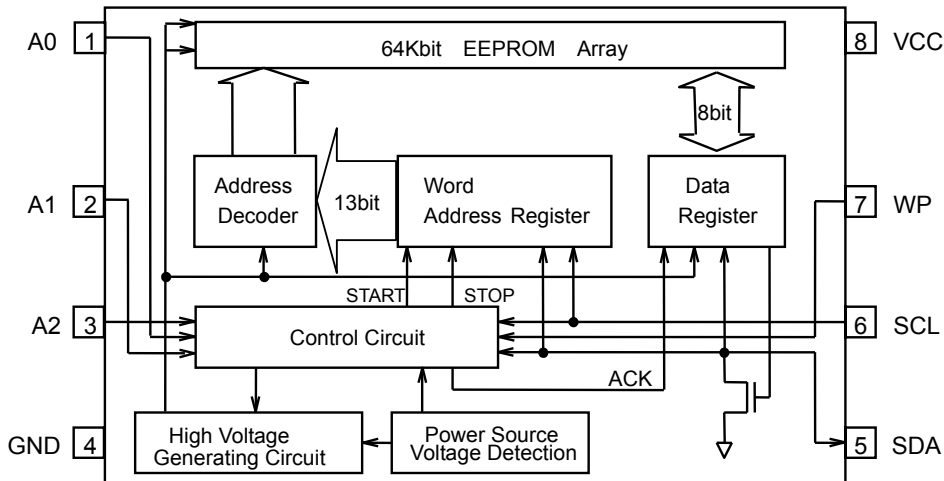 A0 1
64Kbit EEPROM Array
8 VCC
8bit
A1 2
Address
Decoder
13bit
Word
Address Register
Data
Register
7 WP
START
STOP
A2 3
Control Circuit
6 SCL
ACK
GND 4
High Voltage
Generating Circuit
Power Source
Voltage Detection
5 SDA